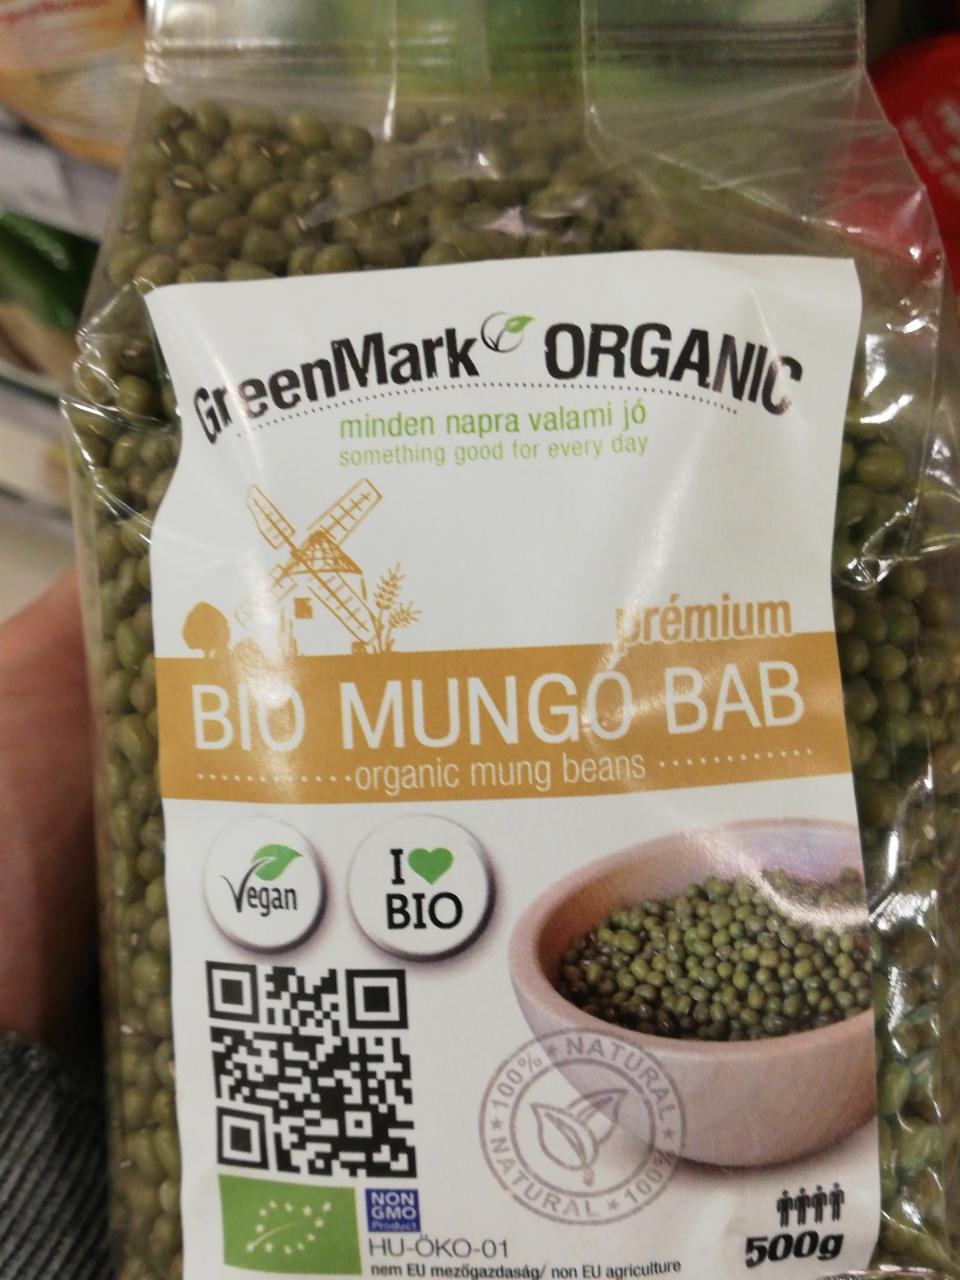 GreenMark ORGANIC
minden napra valami jó
something good for every day
prémium
BIO MUNGÓ BAB
organic mung beans
Vegan
I
BIO
100% * NATURAL * 100% * NATURAL *
NON
GMO
Product
HU-ÖKO-01
nem EU mezőgazdaság/ non EU agriculture
500g